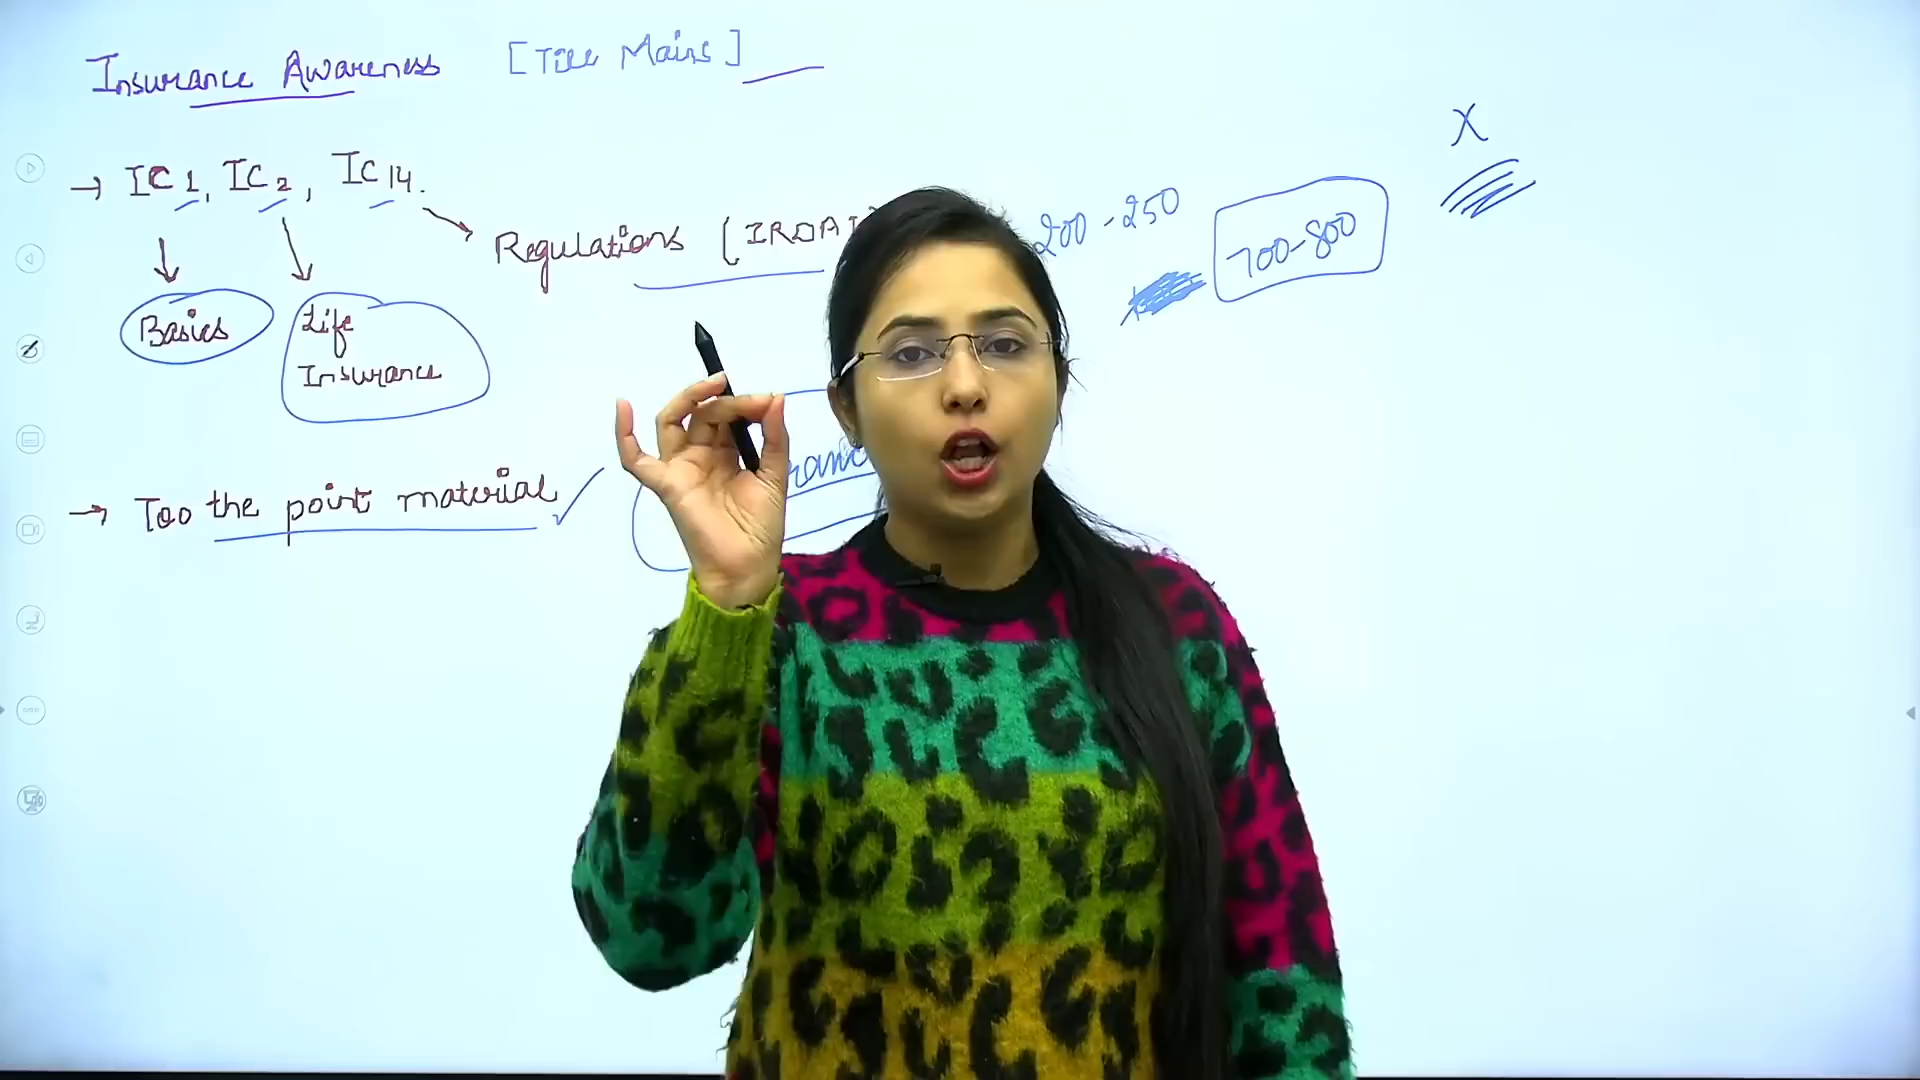 Insurance Awareness [Till Mains]
→ IC 1, IC 2, IC 14.
Regulations [IRDAI
200 - 250
700-800
X
Basics
Life
Insurance
→ Too the point material ✓